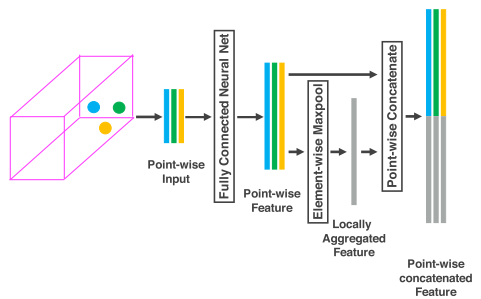 Point-wise
Input
Fully Connected Neural Net
Point-wise
Feature
Element-wise Maxpool
Locally
Aggregated
Feature
Point-wise Concatenate
Point-wise
concatenated
Feature